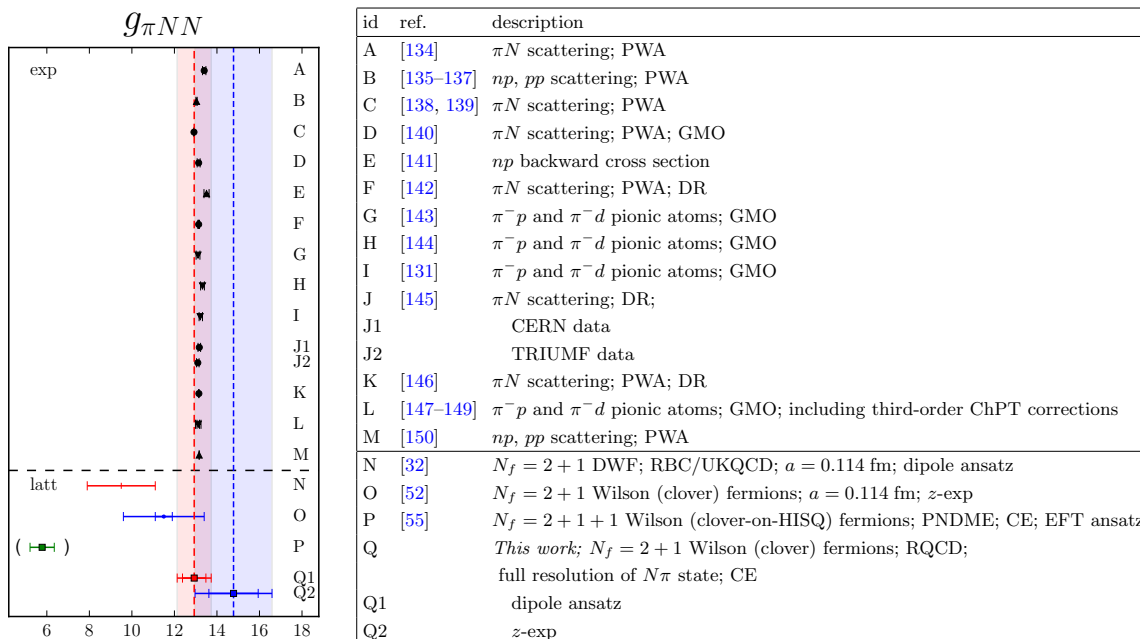 g_{πNN}
exp
A
B
C
D
E
F
G
H
I
J1
J2
K
L
M
latt
N
O
( ) P
Q1
Q2
6 8 10 12 14 16 18
id ref. description
A [134] πN scattering; PWA
B [135–137] np, pp scattering; PWA
C [138, 139] πN scattering; PWA
D [140] πN scattering; PWA; GMO
E [141] np backward cross section
F [142] πN scattering; PWA; DR
G [143] π⁻p and π⁻d pionic atoms; GMO
H [144] π⁻p and π⁻d pionic atoms; GMO
I [131] π⁻p and π⁻d pionic atoms; GMO
J [145] πN scattering; DR;
J1 CERN data
J2 TRIUMF data
K [146] πN scattering; PWA; DR
L [147–149] π⁻p and π⁻d pionic atoms; GMO; including third-order ChPT corrections
M [150] np, pp scattering; PWA
N [32] N_f = 2 + 1 DWF; RBC/UKQCD; a = 0.114 fm; dipole ansatz
O [52] N_f = 2 + 1 Wilson (clover) fermions; a = 0.114 fm; z-exp
P [55] N_f = 2 + 1 + 1 Wilson (clover-on-HISQ) fermions; PNDME; CE; EFT ansatz
Q This work; N_f = 2 + 1 Wilson (clover) fermions; RQCD;
full resolution of Nπ state; CE
Q1 dipole ansatz
Q2 z-exp